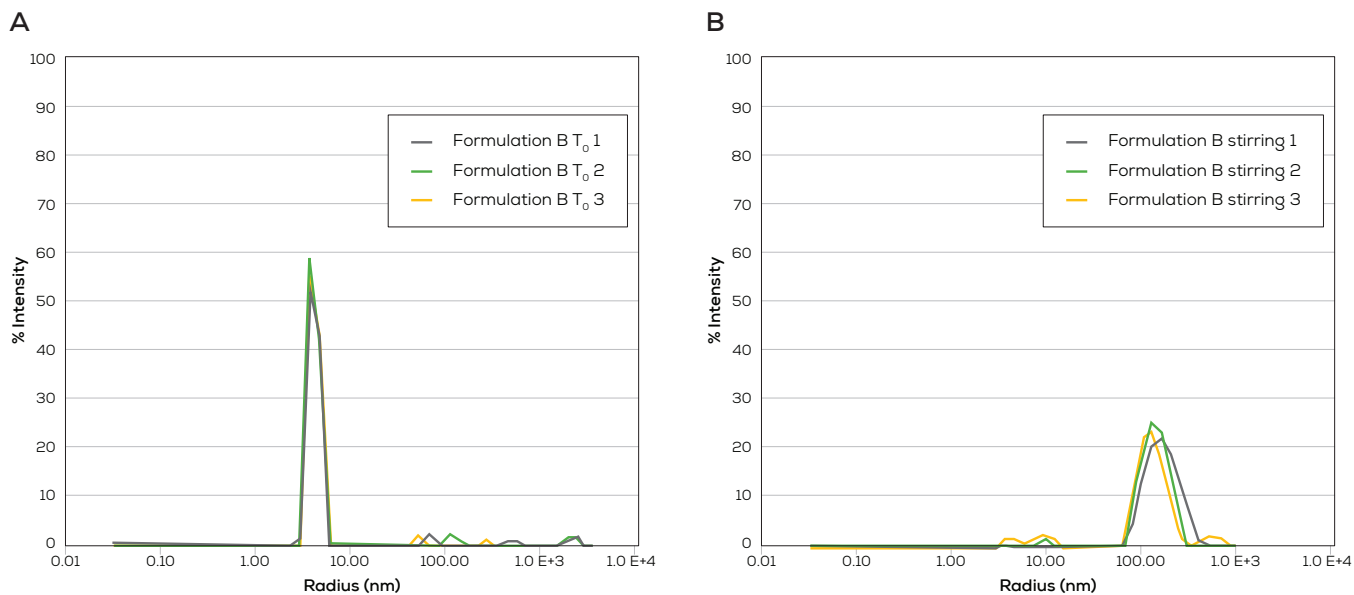 A
100
90
80
70
60
50
40
30
20
10
0
% Intensity
0.01
0.10
1.00
10.00
100.00
1.0 E+3
1.0 E+4
Radius (nm)
Formulation B T₀ 1
Formulation B T₀ 2
Formulation B T₀ 3
B
100
90
80
70
60
50
40
30
20
10
0
% Intensity
0.01
0.10
1.00
10.00
100.00
1.0 E+3
1.0 E+4
Radius (nm)
Formulation B stirring 1
Formulation B stirring 2
Formulation B stirring 3